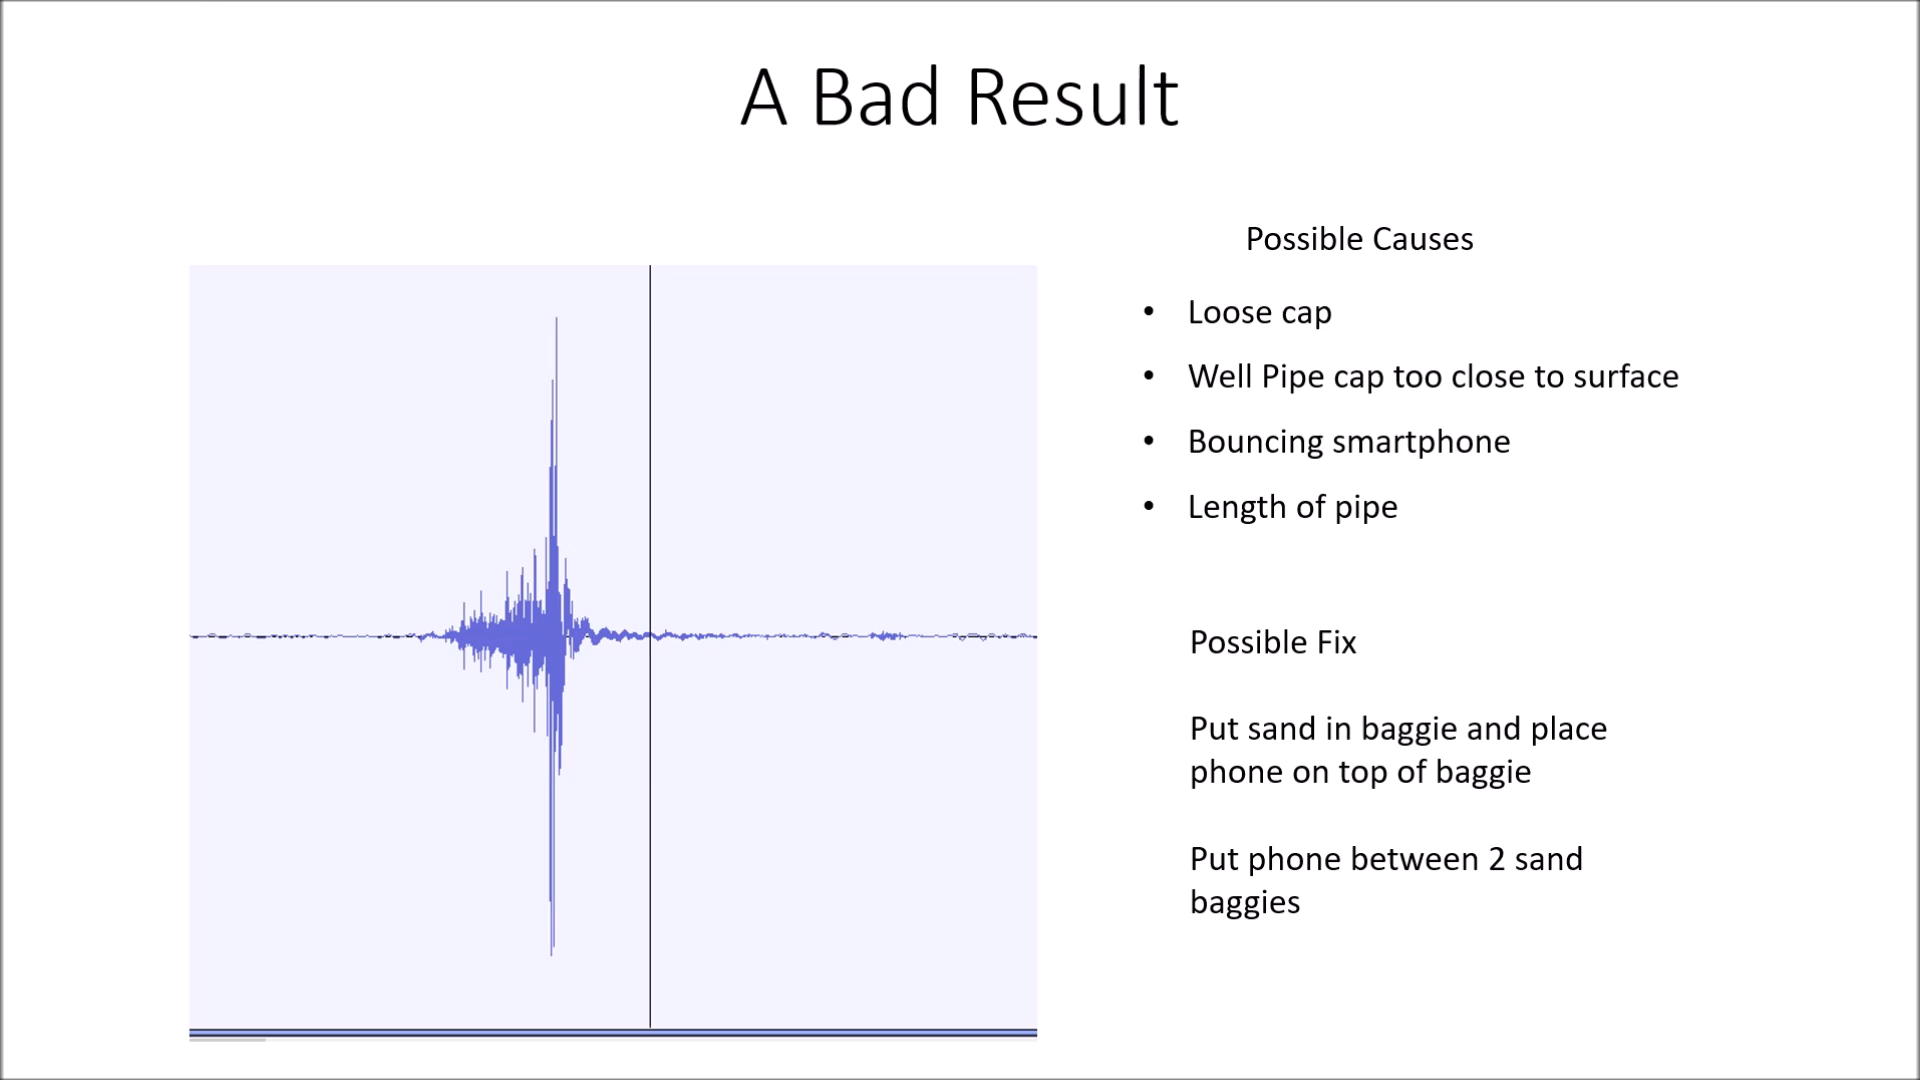 A Bad Result
Possible Causes
• Loose cap
• Well Pipe cap too close to surface
• Bouncing smartphone
• Length of pipe
Possible Fix
Put sand in baggie and place
phone on top of baggie
Put phone between 2 sand
baggies